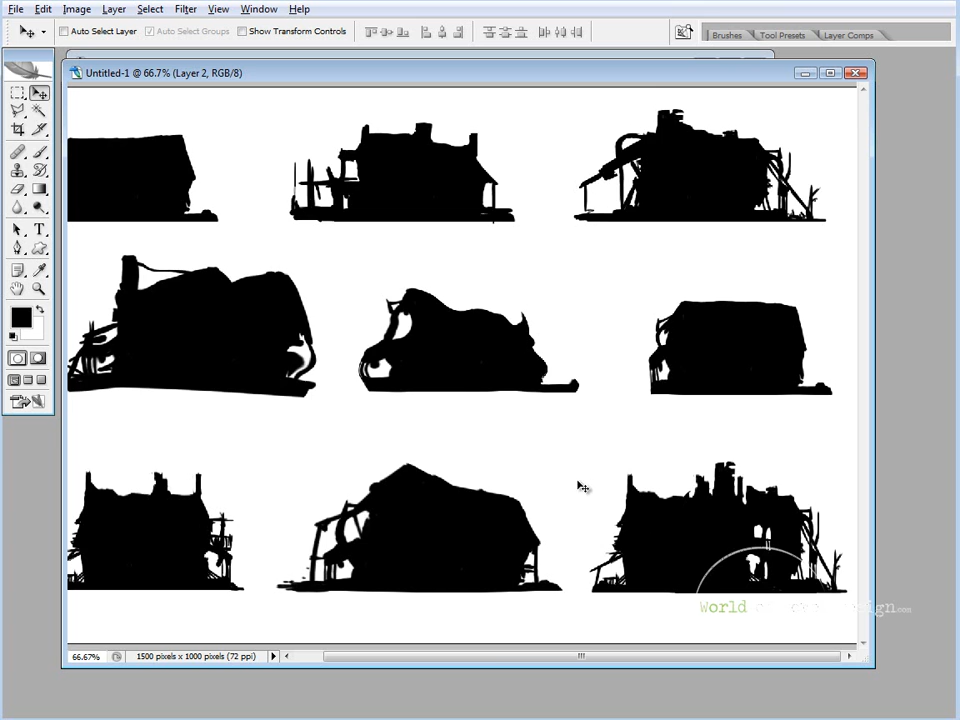 File Edit Image Layer Select Filter View Window Help
Auto Select Layer Auto Select Groups Show Transform Controls Brushes Tool Presets Layer Comps
Untitled-1 @ 66.7% (Layer 2, RGB/8)
World
66.67% 1500 pixels x 1000 pixels (72 ppi)